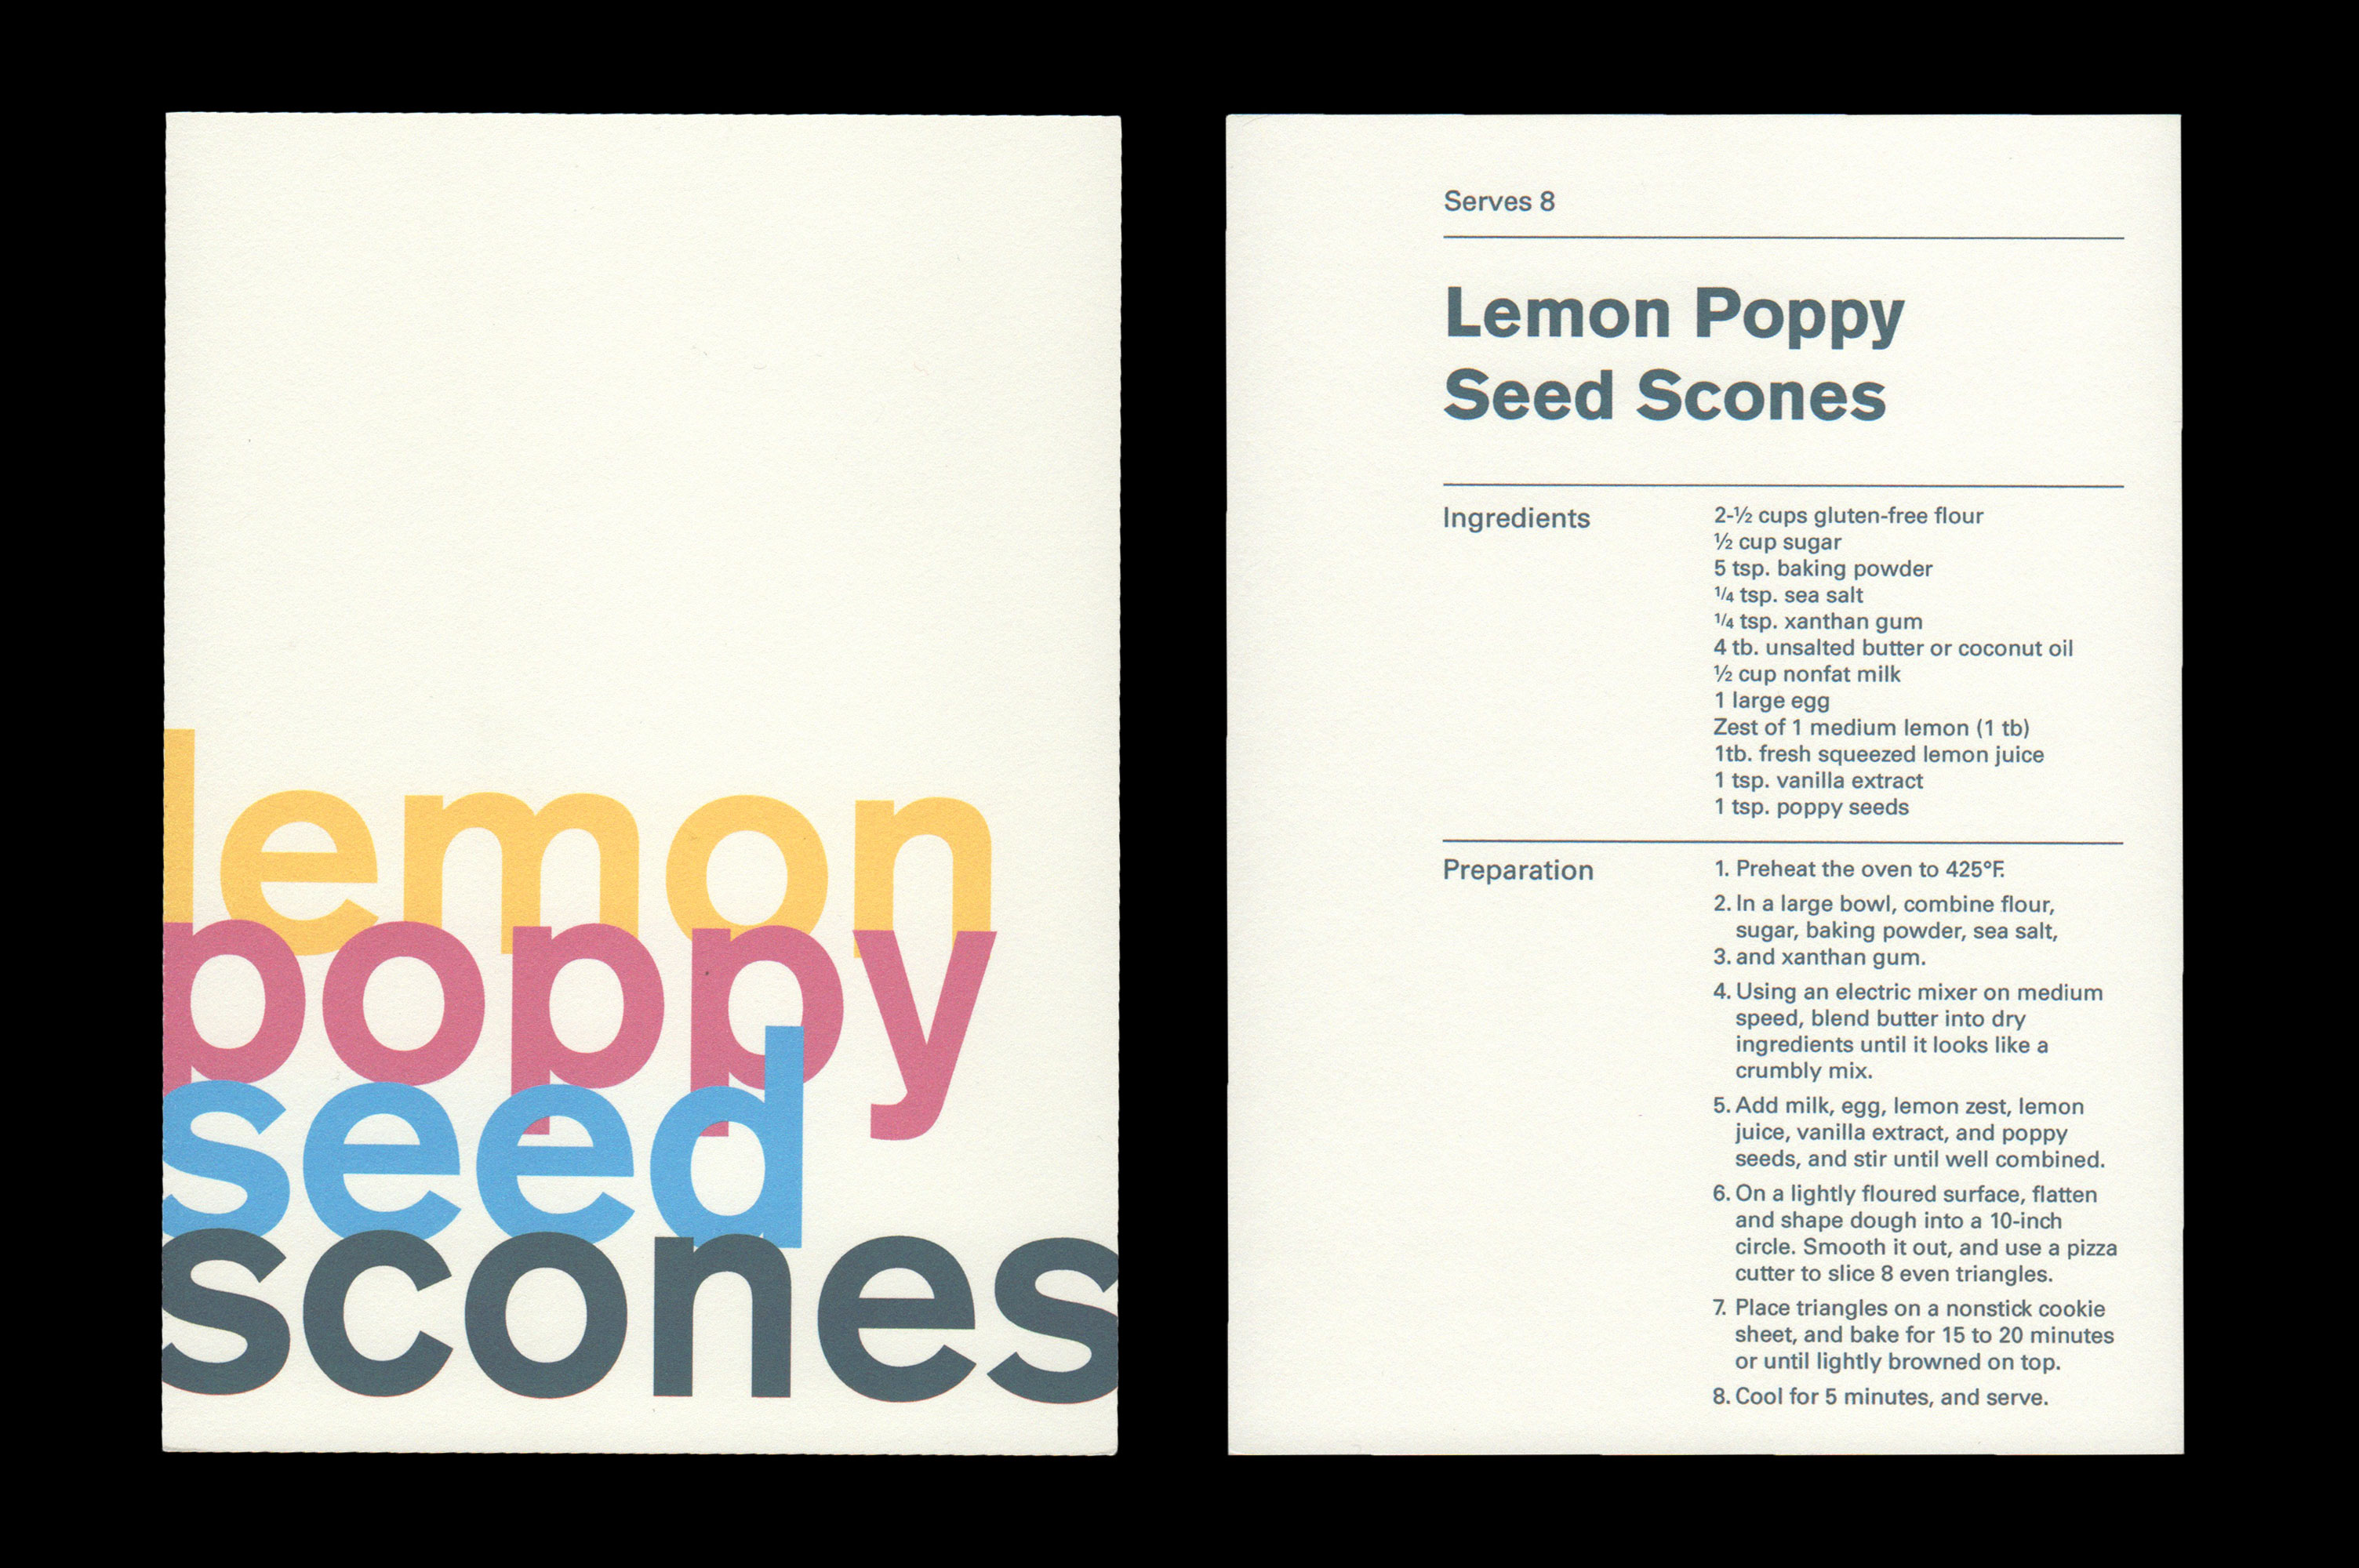 lemon
poppy
seed
scones
Serves 8
Lemon Poppy
Seed Scones
Ingredients
2-½ cups gluten-free flour
½ cup sugar
5 tsp. baking powder
¼ tsp. sea salt
¼ tsp. xanthan gum
4 tb. unsalted butter or coconut oil
½ cup nonfat milk
1 large egg
Zest of 1 medium lemon (1 tb)
1tb. fresh squeezed lemon juice
1 tsp. vanilla extract
1 tsp. poppy seeds
Preparation
1. Preheat the oven to 425°F.
2. In a large bowl, combine flour,
sugar, baking powder, sea salt,
3. and xanthan gum.
4. Using an electric mixer on medium
speed, blend butter into dry
ingredients until it looks like a
crumbly mix.
5. Add milk, egg, lemon zest, lemon
juice, vanilla extract, and poppy
seeds, and stir until well combined.
6. On a lightly floured surface, flatten
and shape dough into a 10-inch
circle. Smooth it out, and use a pizza
cutter to slice 8 even triangles.
7. Place triangles on a nonstick cookie
sheet, and bake for 15 to 20 minutes
or until lightly browned on top.
8. Cool for 5 minutes, and serve.